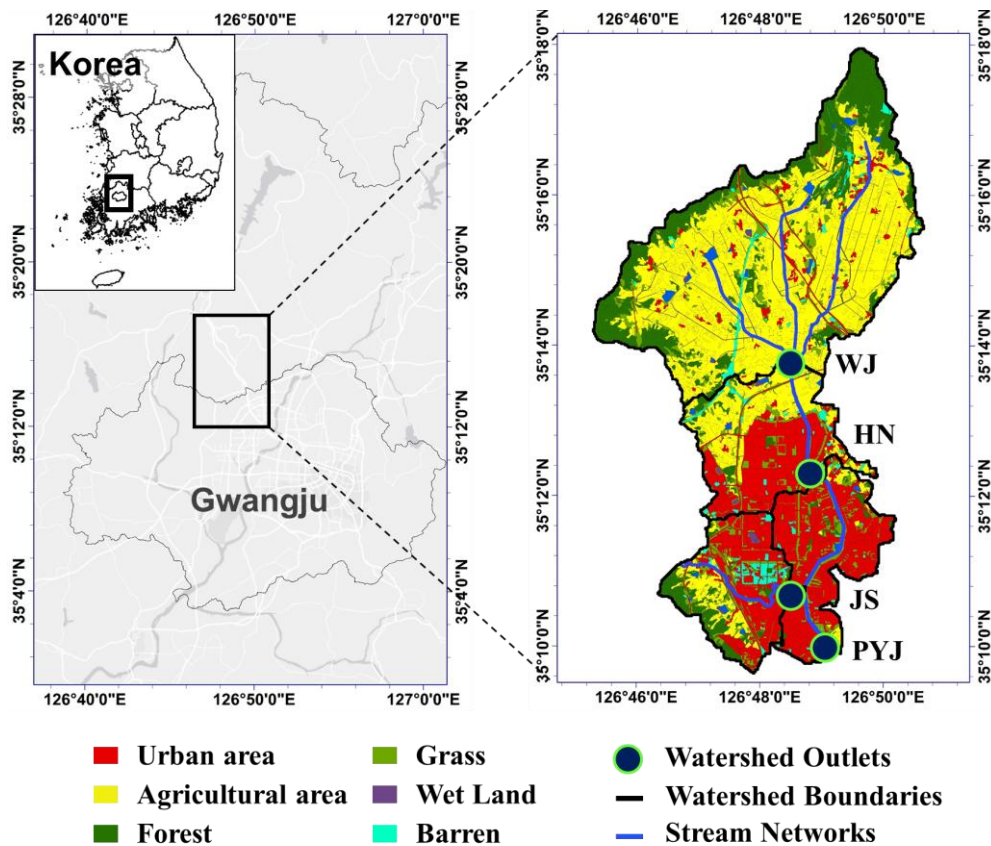 126°40'0"E 126°50'0"E 127°0'0"E
126°46'0"E 126°48'0"E 126°50'0"E
Korea
35°28'0"N 35°28'0"N
35°20'0"N 35°20'0"N
35°12'0"N 35°12'0"N
35°4'0"N 35°4'0"N
Gwangju
126°40'0"E 126°50'0"E 127°0'0"E
35°18'0"N 35°18'0"N
35°16'0"N 35°16'0"N
35°14'0"N 35°14'0"N
WJ
HN
35°12'0"N 35°12'0"N
JS
35°10'0"N 35°10'0"N
PYJ
126°46'0"E 126°48'0"E 126°50'0"E
Urban area
Agricultural area
Forest
Grass
Wet Land
Barren
Watershed Outlets
Watershed Boundaries
Stream Networks